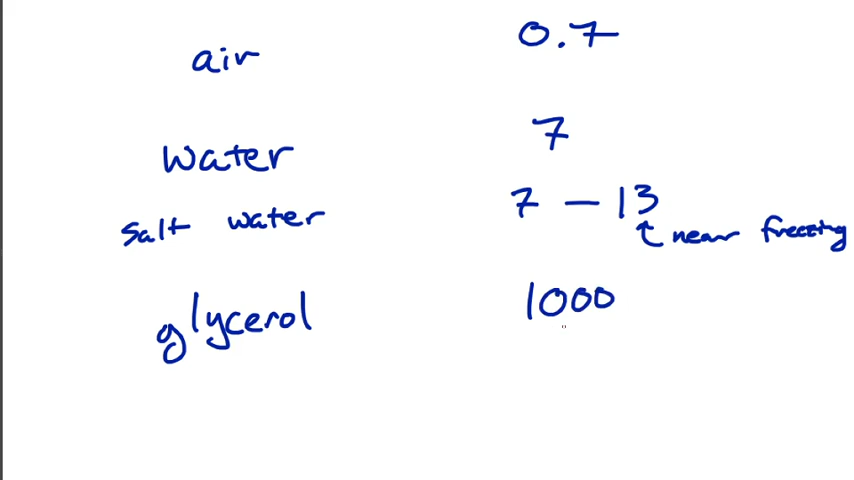 air 0.7
water 7
salt water 7 – 13
near freezing
glycerol 1000